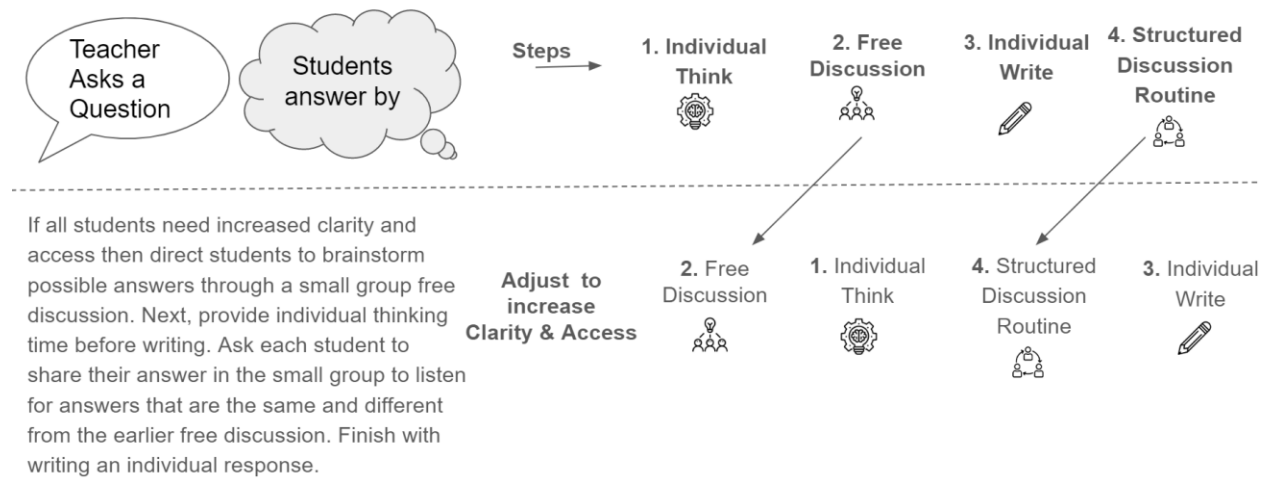 Teacher
Asks a
Question
Students
answer by
Steps
1. Individual
Think
2. Free
Discussion
3. Individual
Write
4. Structured
Discussion
Routine
If all students need increased clarity and
access then direct students to brainstorm
possible answers through a small group free
discussion. Next, provide individual thinking
time before writing. Ask each student to
share their answer in the small group to listen
for answers that are the same and different
from the earlier free discussion. Finish with
writing an individual response.
Adjust to
increase
Clarity & Access
2. Free
Discussion
1. Individual
Think
4. Structured
Discussion
Routine
3. Individual
Write